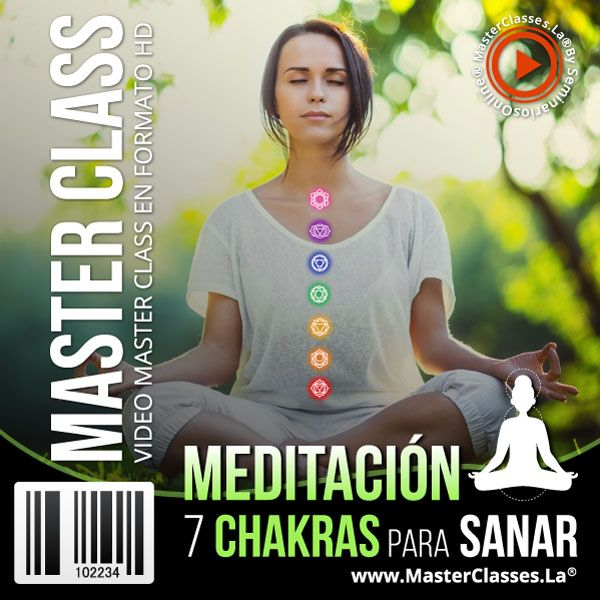 MASTER CLASS
VIDEO MASTER CLASS EN FORMATO HD
MasterClasses.La® By SeminariosOnline®
MEDITACIÓN
7 CHAKRAS PARA SANAR
102234
www.MasterClasses.La®